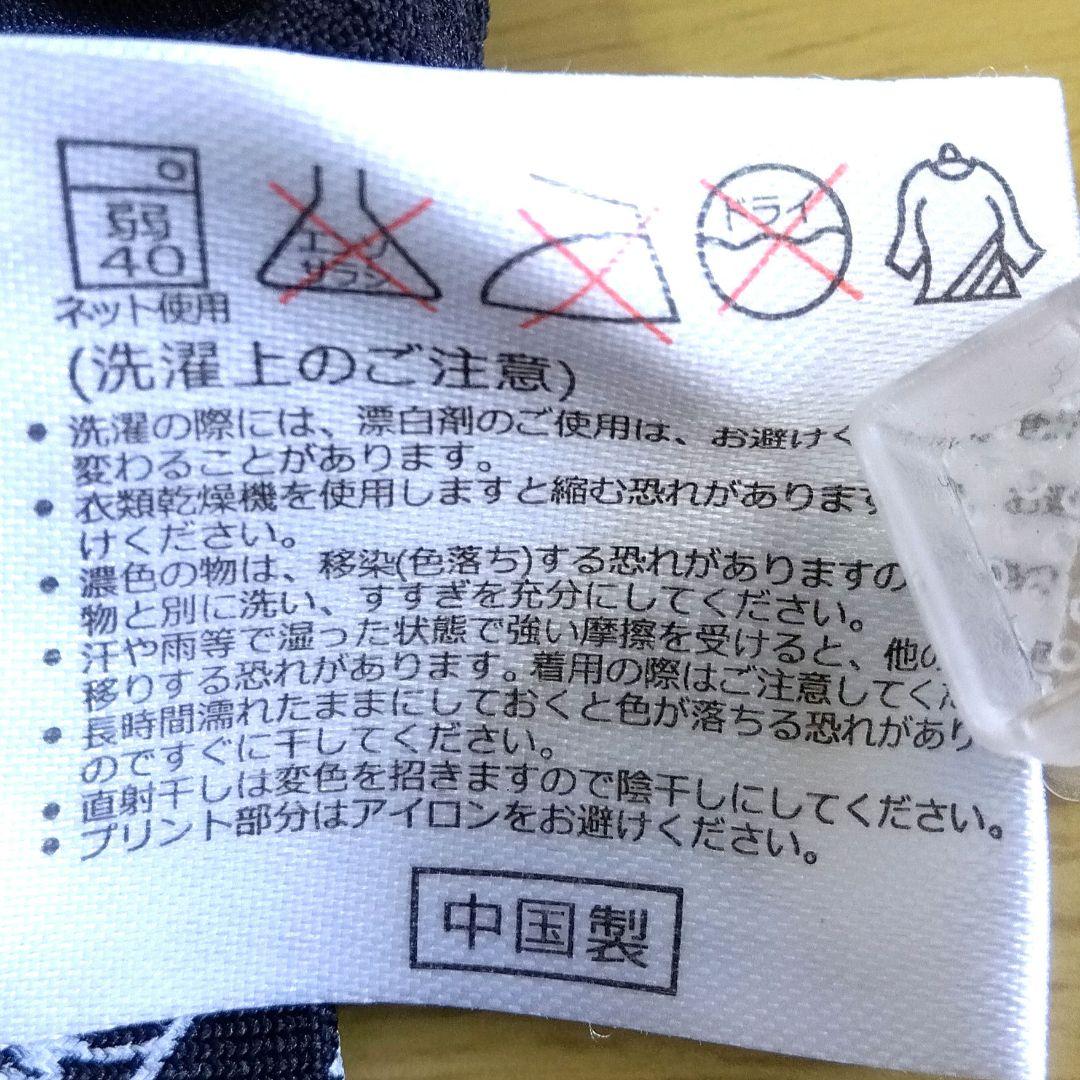 弱
40
ネット使用
エンソ
サラシ
ドライ
(洗濯上のご注意)
● 洗濯の際には、漂白剤のご使用は、お避けく
変わることがあります。
● 衣類乾燥機を使用しますと縮む恐れがあります
けください。
● 濃色の物は、移染(色落ち)する恐れがありますの
物と別に洗い、すすぎを充分にしてください。
● 汗や雨等で湿った状態で強い摩擦を受けると、他の
移りする恐れがあります。着用の際はご注意してくだ
● 長時間濡れたままにしておくと色が落ちる恐れがあり
のですぐに干してください。
● 直射干しは変色を招きますので陰干しにしてください。
● プリント部分はアイロンをお避けください。
中国製